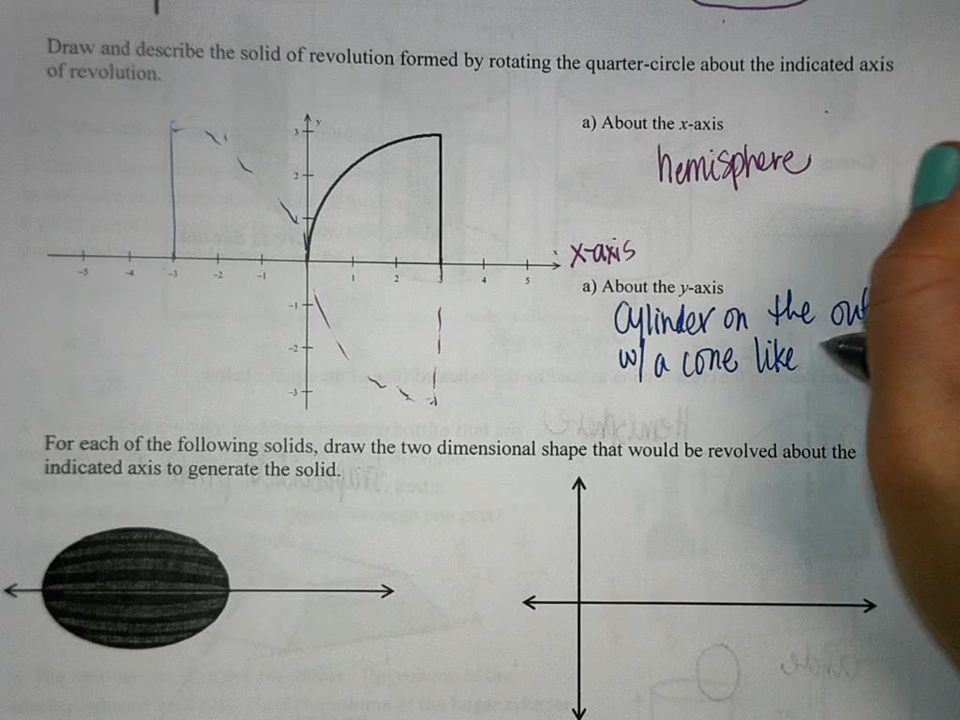 Draw and describe the solid of revolution formed by rotating the quarter-circle about the indicated axis
of revolution.
a) About the x-axis
hemisphere
y
3
2
x
-5 -4 -3 -2 -1 1 2 3 4 5
-1
-2
-3
x-axis
a) About the y-axis
cylinder on the out
w/ a cone like
Hemisphere
For each of the following solids, draw the two dimensional shape that would be revolved about the
indicated axis to generate the solid.